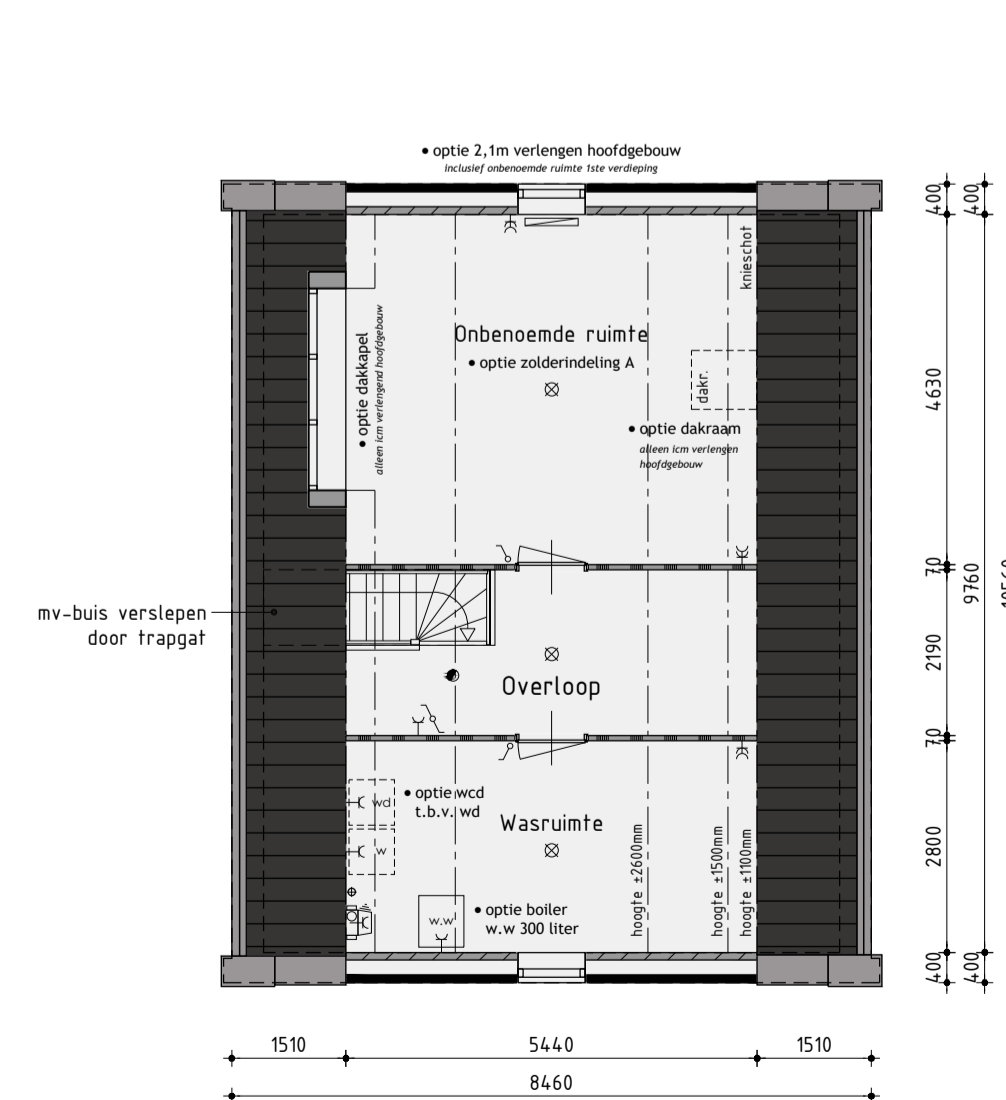 • optie 2,1m verlengen hoofdgebouw
inclusief onbenoemde ruimte 1ste verdieping
400
400
knieschot
Onbenoemde ruimte
• optie zolderindeling A
• optie dakkapel
alleen icm verlengend hoofdgebouw
dakr.
• optie dakraam
alleen icm verlengen
hoofdgebouw
4630
70
9760
mv-buis verslepen
door trapgat
2190
Overloop
70
• optie wcd
t.b.v. wd
wd
w
Wasruimte
2800
hoogte ±2600mm
hoogte ±1500mm
hoogte ±1100mm
• optie boiler
w.w 300 liter
w.w.
400
400
1510
5440
1510
8460